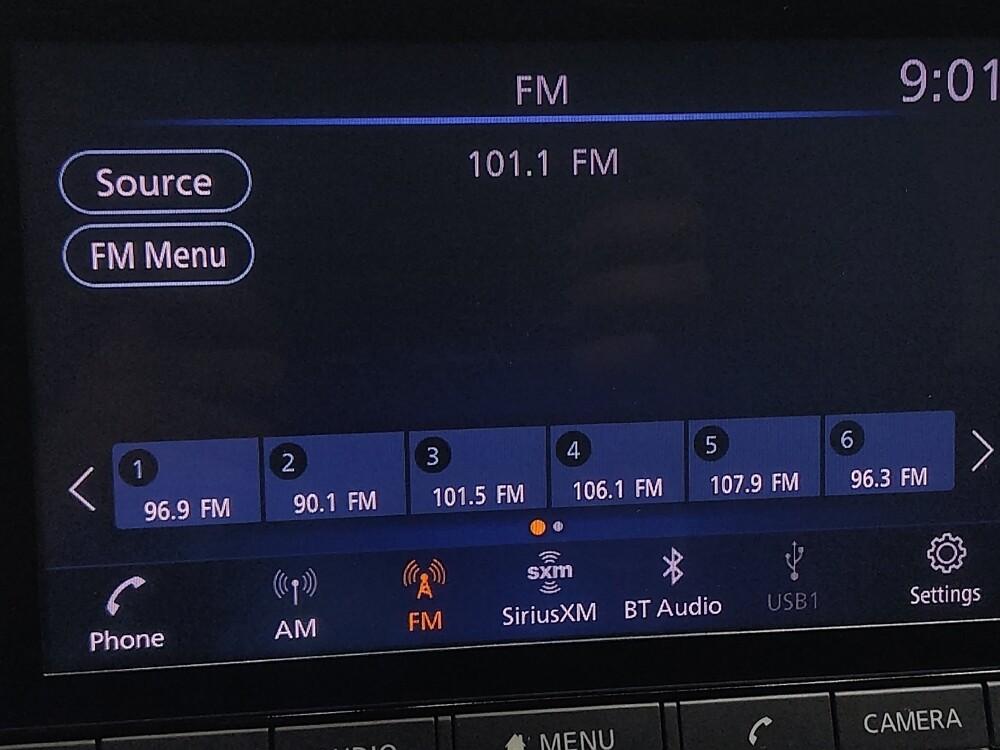 FM
9:01
101.1 FM
Source
FM Menu
1
96.9 FM
2
90.1 FM
3
101.5 FM
4
106.1 FM
5
107.9 FM
6
96.3 FM
Phone
AM
FM
sxm
SiriusXM
BT Audio
USB1
Settings
MENU
CAMERA